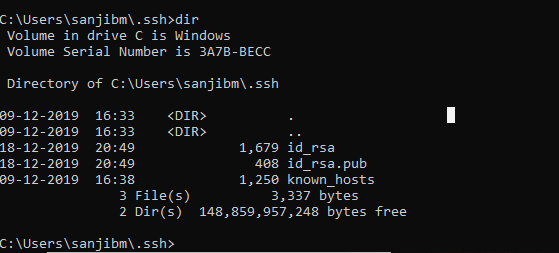 C:\Users\sanjibm\.ssh>dir
Volume in drive C is Windows
Volume Serial Number is 3A7B-BECC
Directory of C:\Users\sanjibm\.ssh
09-12-2019 16:33 <DIR> .
09-12-2019 16:33 <DIR> ..
18-12-2019 20:49 1,679 id_rsa
18-12-2019 20:49 408 id_rsa.pub
09-12-2019 16:38 1,250 known_hosts
3 File(s) 3,337 bytes
2 Dir(s) 148,859,957,248 bytes free
C:\Users\sanjibm\.ssh>